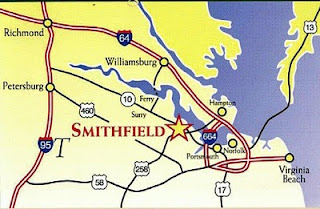 Richmond
64
Williamsburg
Petersburg
460
10
Ferry
Surry
Hampton
SMITHFIELD
664
95
T
Portsmouth
Norfolk
Virginia
Beach
58
258
17